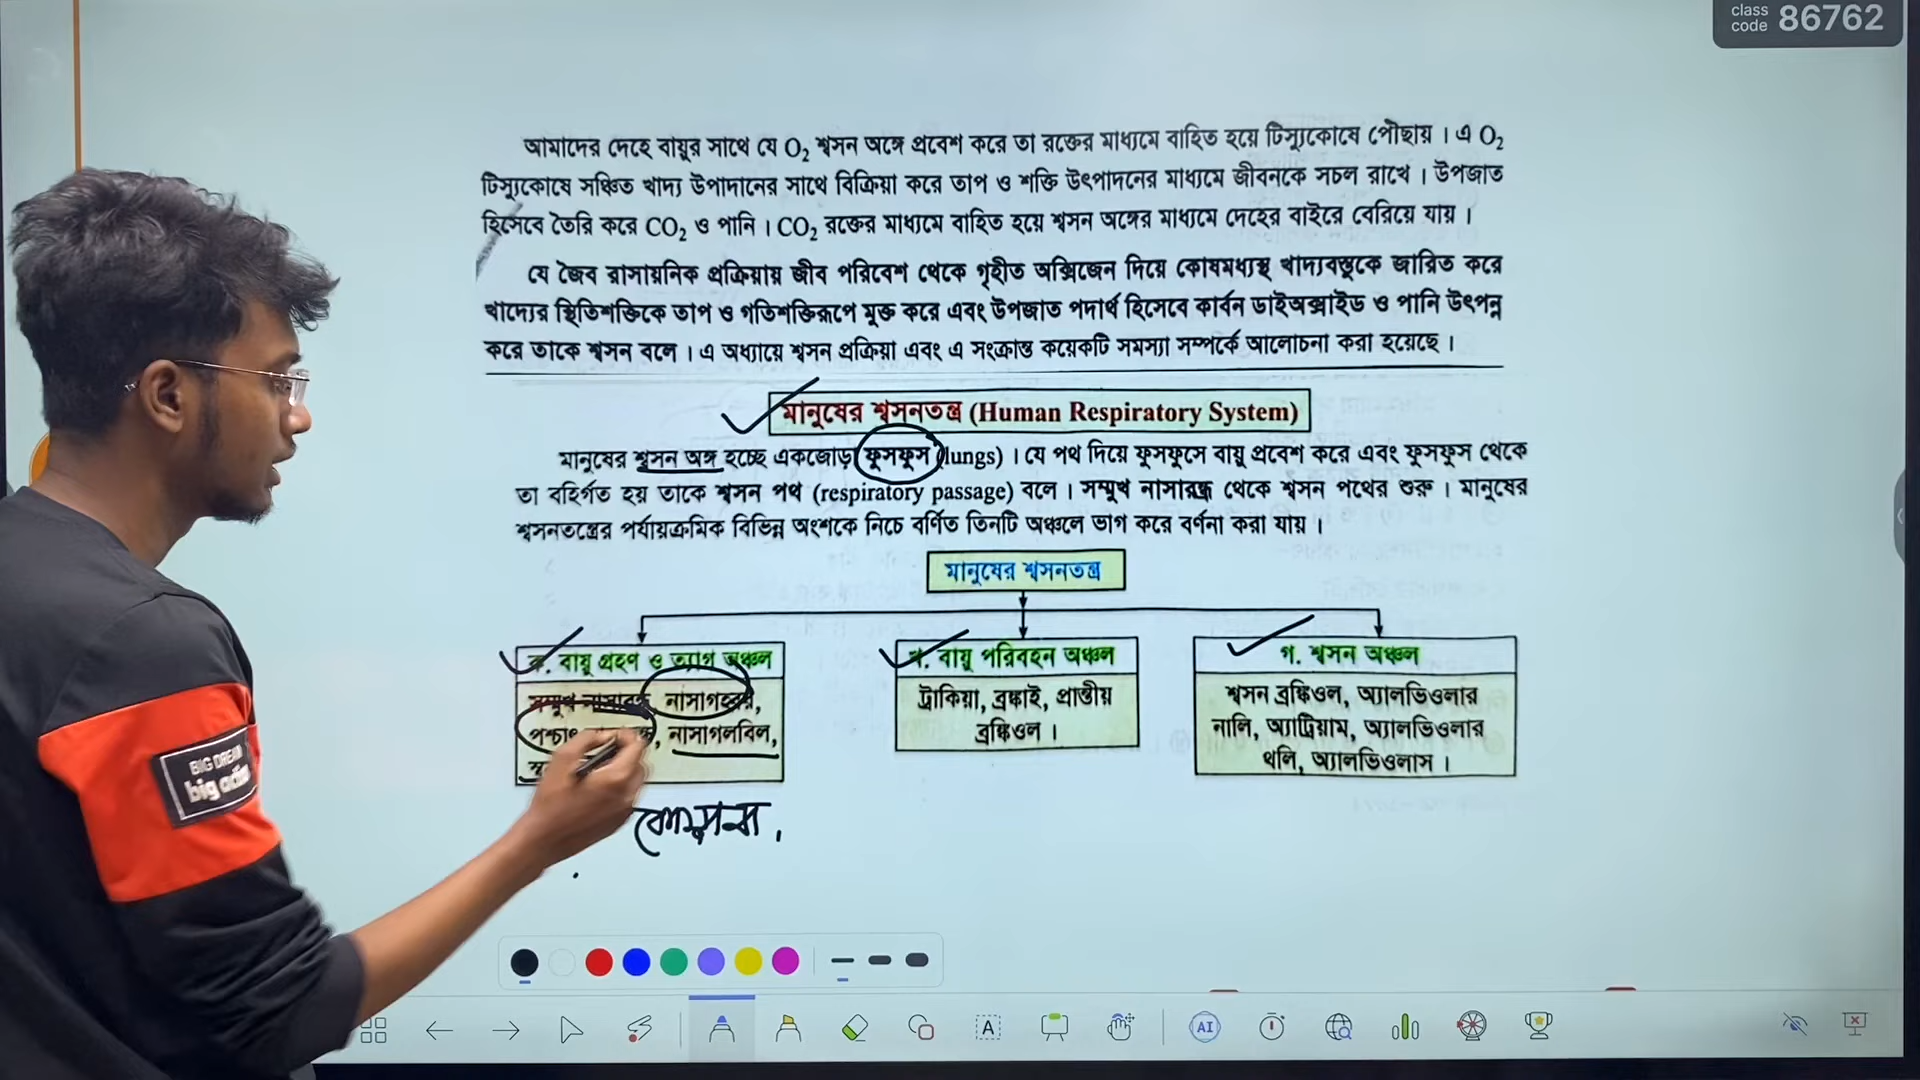 class
code 86762
আমাদের দেহে বায়ুর সাথে যে O₂ শ্বসন অঙ্গে প্রবেশ করে তা রক্তের মাধ্যমে বাহিত হয়ে টিস্যুকোষে পৌছায়। এ O₂
টিস্যুকোষে সঞ্চিত খাদ্য উপাদানের সাথে বিক্রিয়া করে তাপ ও শক্তি উৎপাদনের মাধ্যমে জীবনকে সচল রাখে। উপজাত
হিসেবে তৈরি করে CO₂ ও পানি। CO₂ রক্তের মাধ্যমে বাহিত হয়ে শ্বসন অঙ্গের মাধ্যমে দেহের বাইরে বেরিয়ে যায়।
যে জৈব রাসায়নিক প্রক্রিয়ায় জীব পরিবেশ থেকে গৃহীত অক্সিজেন দিয়ে কোষমধ্যস্থ খাদ্যবস্তুকে জারিত করে
খাদ্যের স্থিতিশক্তিকে তাপ ও গতিশক্তিরূপে মুক্ত করে এবং উপজাত পদার্থ হিসেবে কার্বন ডাইঅক্সাইড ও পানি উৎপন্ন
করে তাকে শ্বসন বলে। এ অধ্যায়ে শ্বসন প্রক্রিয়া এবং এ সংক্রান্ত কয়েকটি সমস্যা সম্পর্কে আলোচনা করা হয়েছে।
মানুষের শ্বসনতন্ত্র (Human Respiratory System)
মানুষের শ্বসন অঙ্গ হচ্ছে একজোড় ফুসফুস (lungs)। যে পথ দিয়ে ফুসফুসে বায়ু প্রবেশ করে এবং ফুসফুস থেকে
তা বহির্গত হয় তাকে শ্বসন পথ (respiratory passage) বলে। সম্মুখ নাসারন্ধ্র থেকে শ্বসন পথের শুরু। মানুষের
শ্বসনতন্ত্রের পর্যায়ক্রমিক বিভিন্ন অংশকে নিচে বর্ণিত তিনটি অঞ্চলে ভাগ করে বর্ণনা করা যায়।
মানুষের শ্বসনতন্ত্র
ক. বায়ু গ্রহণ ও ত্যাগ অঞ্চল
সম্মুখ নাসারন্ধ্র, নাসাগহ্বর,
পশ্চাৎ নাসারন্ধ্র, নাসাগলবিল,
খ. বায়ু পরিবহন অঞ্চল
ট্রাকিয়া, ব্রঙ্কাই, প্রান্তীয়
ব্রঙ্কিওল।
গ. শ্বসন অঞ্চল
শ্বসন ব্রঙ্কিওল, অ্যালভিওলার
নালি, অ্যাট্রিয়াম, অ্যালভিওলার
থলি, অ্যালভিওলাস।
BIG DREAM
AI
A